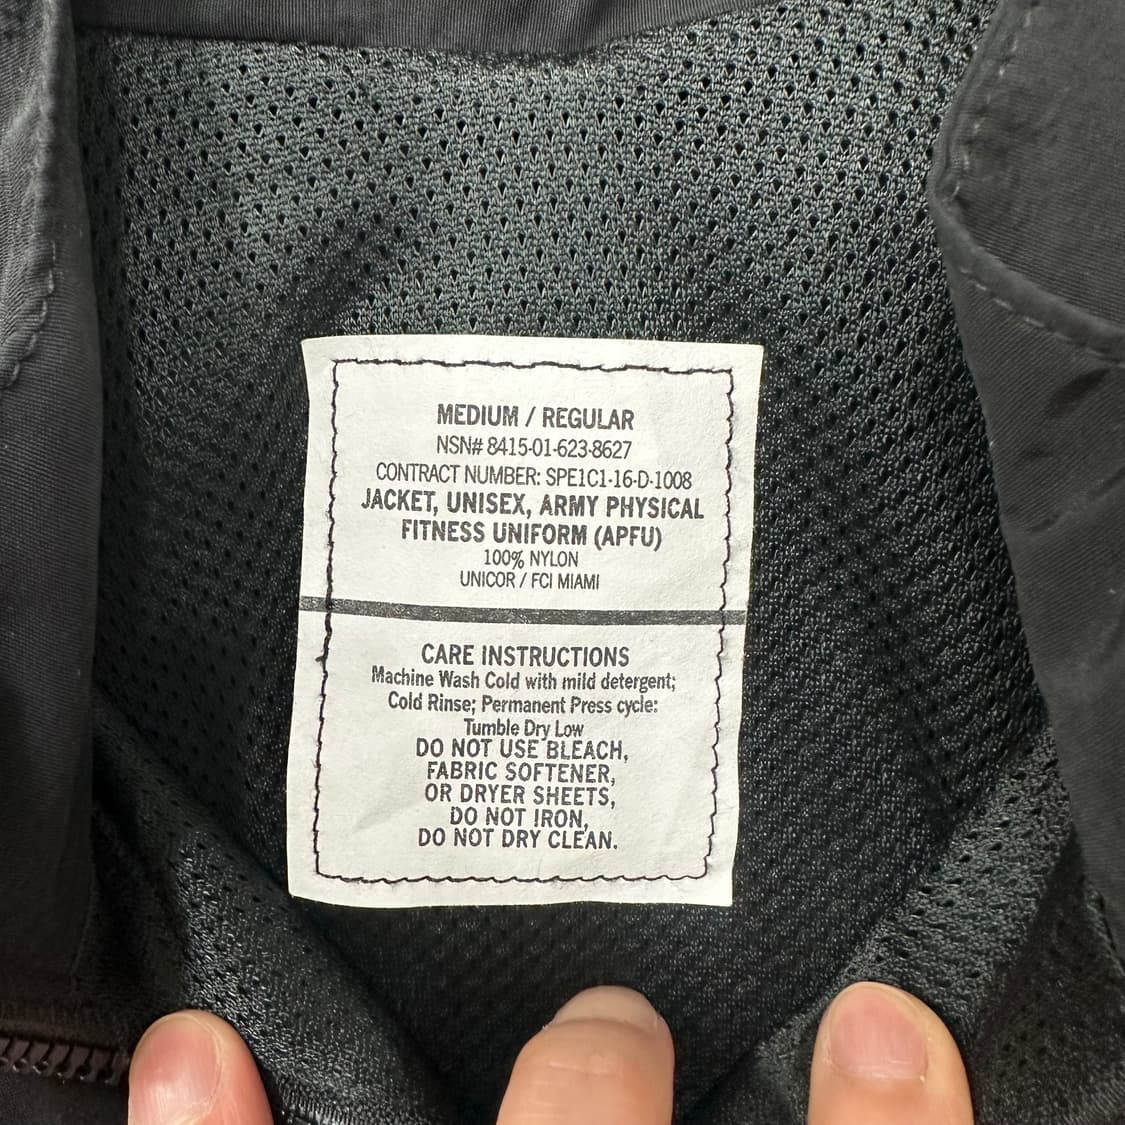 MEDIUM / REGULAR
NSN# 8415-01-623-8627
CONTRACT NUMBER: SPE1C1-16-D-1008
JACKET, UNISEX, ARMY PHYSICAL
FITNESS UNIFORM (APFU)
100% NYLON
UNICOR / FCI MIAMI
CARE INSTRUCTIONS
Machine Wash Cold with mild detergent;
Cold Rinse; Permanent Press cycle:
Tumble Dry Low
DO NOT USE BLEACH,
FABRIC SOFTENER,
OR DRYER SHEETS,
DO NOT IRON,
DO NOT DRY CLEAN.